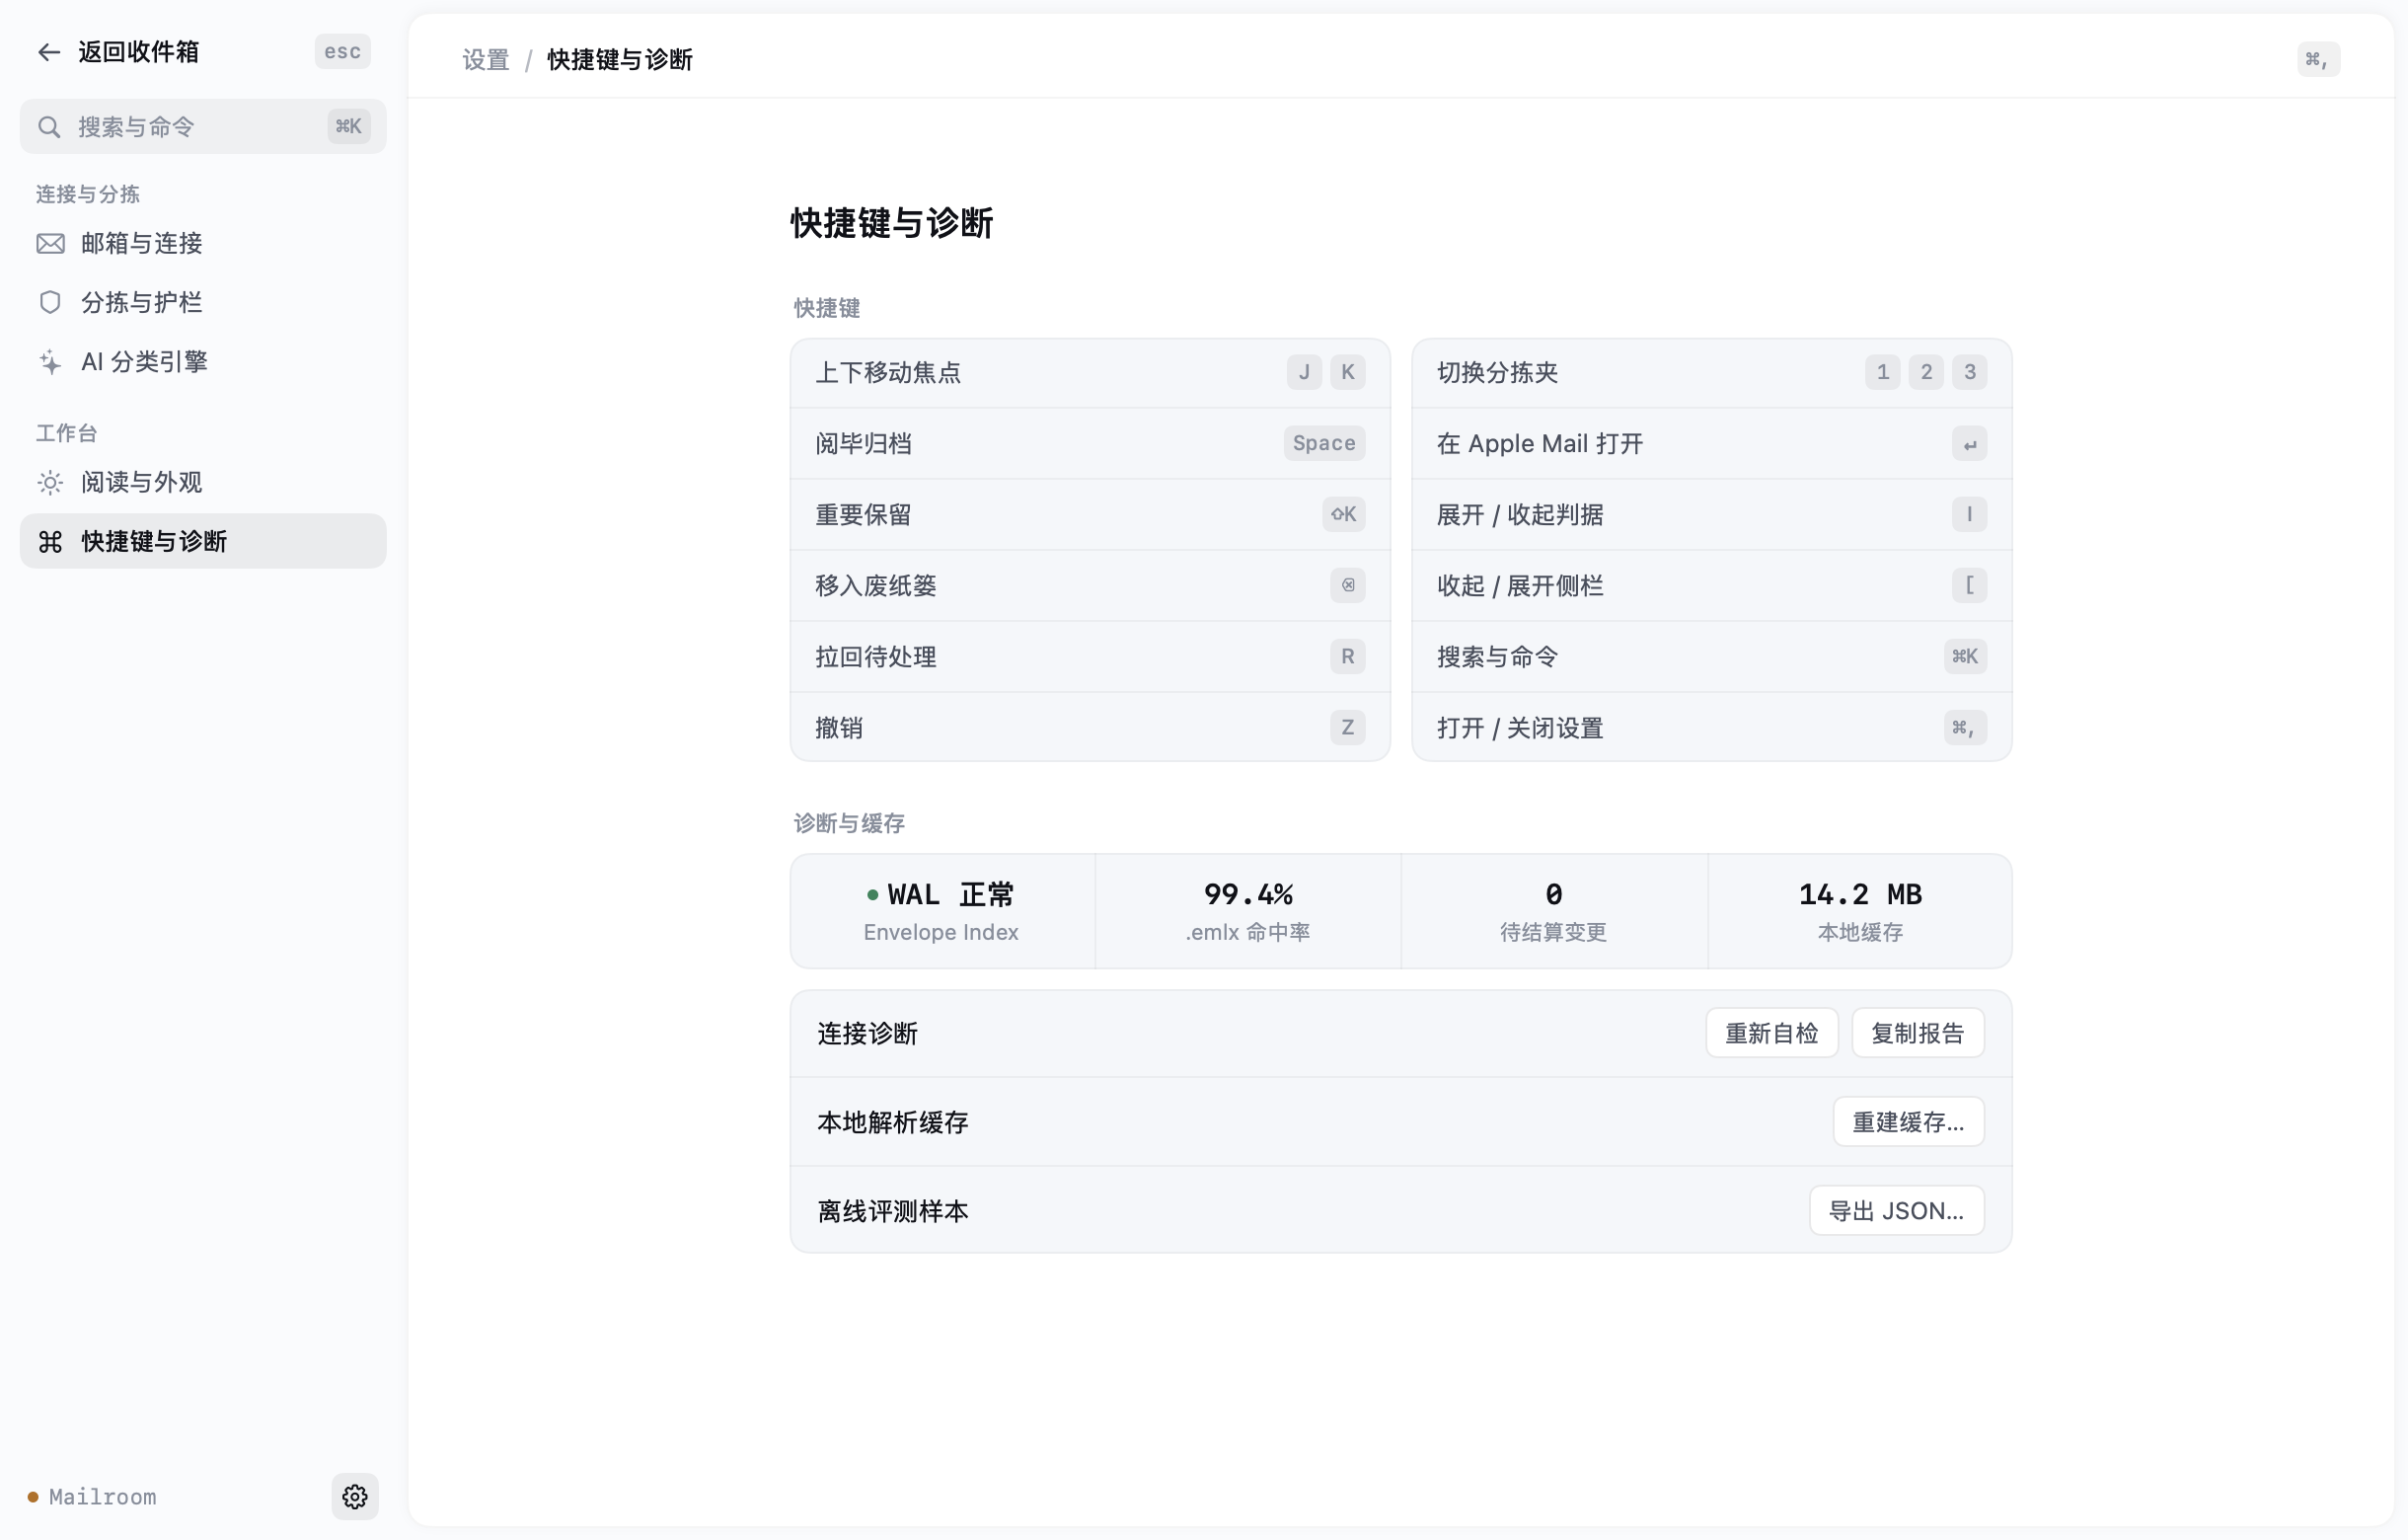 返回收件箱 esc
搜索与命令 ⌘K
连接与分拣
邮箱与连接
分拣与护栏
AI 分类引擎
工作台
阅读与外观
快捷键与诊断
Mailroom
设置 / 快捷键与诊断 ⌘,
快捷键与诊断
快捷键
上下移动焦点 J K
阅毕归档 Space
重要保留 ⇧K
移入废纸篓 ⌫
拉回待处理 R
撤销 Z
切换分拣夹 1 2 3
在 Apple Mail 打开 ↵
展开 / 收起判据 I
收起 / 展开侧栏 [
搜索与命令 ⌘K
打开 / 关闭设置 ⌘,
诊断与缓存
WAL 正常
Envelope Index
99.4%
.emlx 命中率
0
待结算变更
14.2 MB
本地缓存
连接诊断 重新自检 复制报告
本地解析缓存 重建缓存...
离线评测样本 导出 JSON...